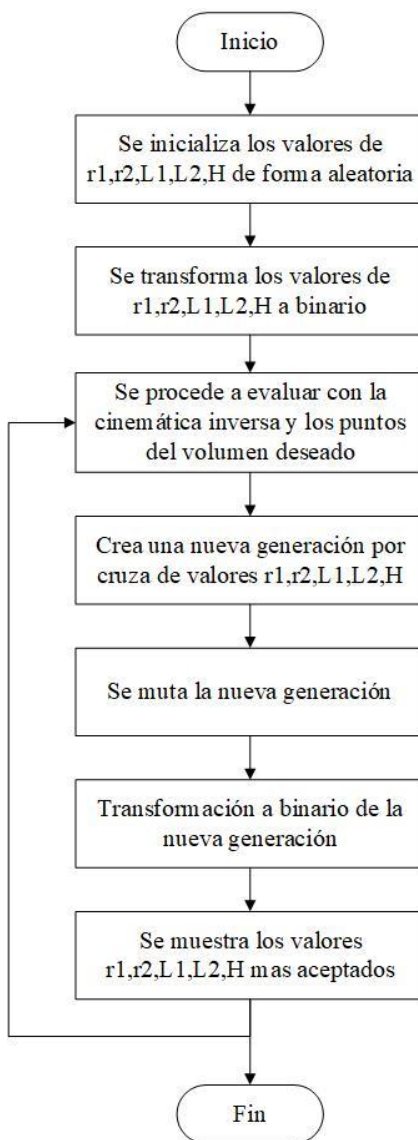 Inicio
Se inicializa los valores de
r1,r2,L1,L2,H de forma aleatoria
Se transforma los valores de
r1,r2,L1,L2,H a binario
Se procede a evaluar con la
cinemática inversa y los puntos
del volumen deseado
Crea una nueva generación por
cruza de valores r1,r2,L1,L2,H
Se muta la nueva generación
Transformación a binario de la
nueva generación
Se muestra los valores
r1,r2,L1,L2,H mas aceptados
Fin